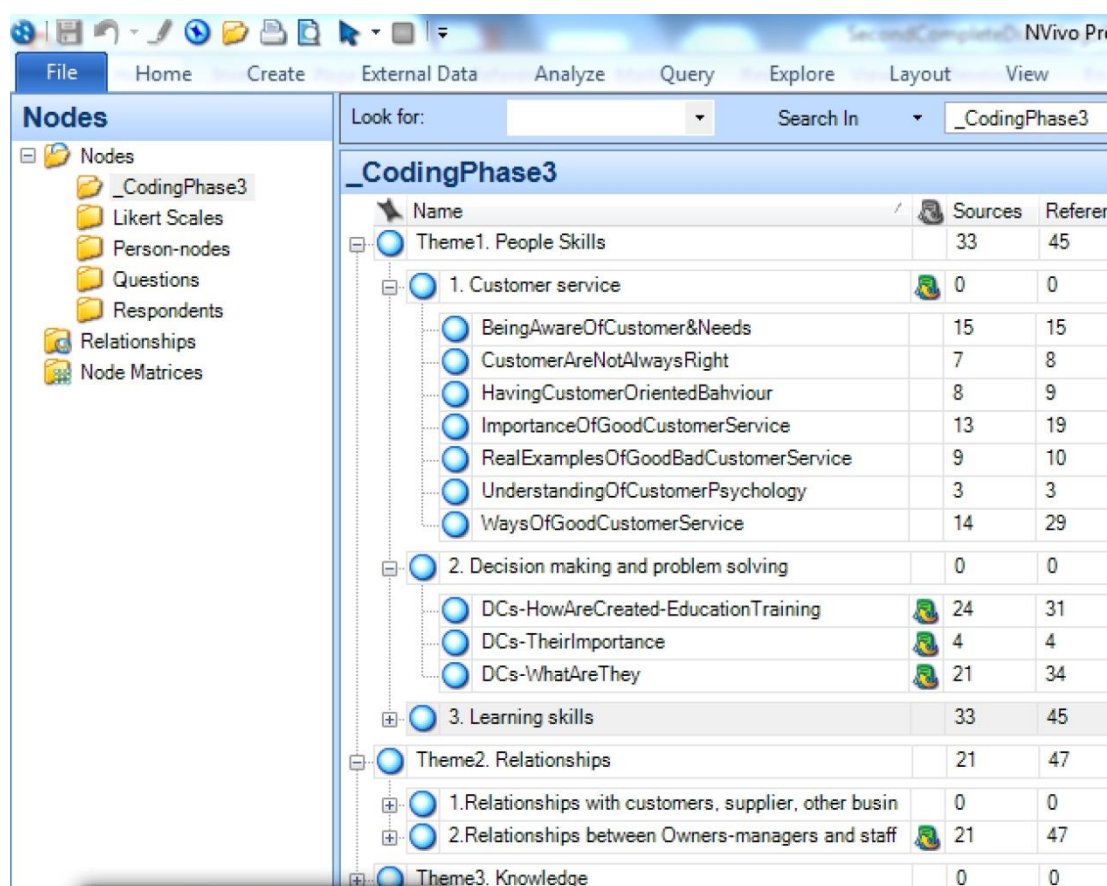 NVivo Pr
File Home Create External Data Analyze Query Explore Layout View
Nodes
Look for: Search In _CodingPhase3
Nodes
_CodingPhase3
Likert Scales
Person-nodes
Questions
Respondents
Relationships
Node Matrices
_CodingPhase3
Name Sources Referen
Theme1. People Skills 33 45
1. Customer service 0 0
BeingAwareOfCustomer&Needs 15 15
CustomerAreNotAlwaysRight 7 8
HavingCustomerOrientedBahviour 8 9
ImportanceOfGoodCustomerService 13 19
RealExamplesOfGoodBadCustomerService 9 10
UnderstandingOfCustomerPsychology 3 3
WaysOfGoodCustomerService 14 29
2. Decision making and problem solving 0 0
DCs-HowAreCreated-EducationTraining 24 31
DCs-TheirImportance 4 4
DCs-WhatAreThey 21 34
3. Learning skills 33 45
Theme2. Relationships 21 47
1.Relationships with customers, supplier, other busin 0 0
2.Relationships between Owners-managers and staff 21 47
Theme3. Knowledge 0 0